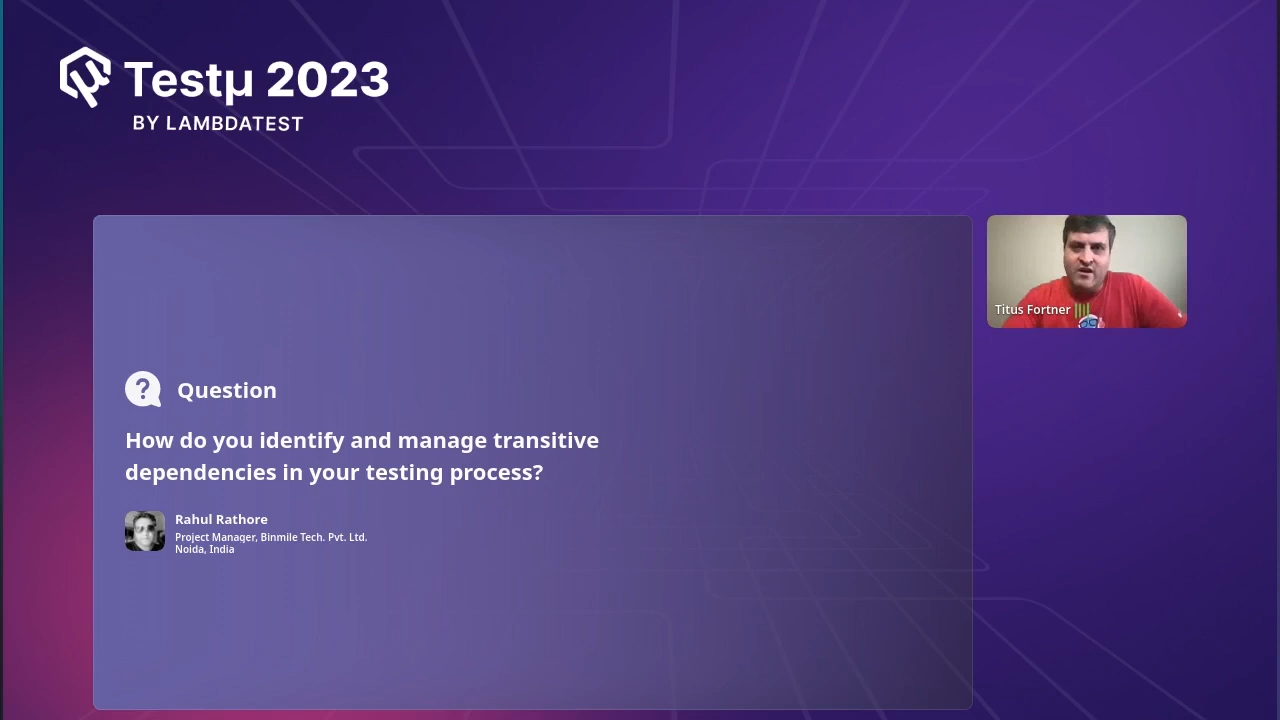 Testμ 2023
BY LAMBDATEST
Titus Fortner
Question
How do you identify and manage transitive
dependencies in your testing process?
Rahul Rathore
Project Manager, Binmile Tech. Pvt. Ltd.
Noida, India